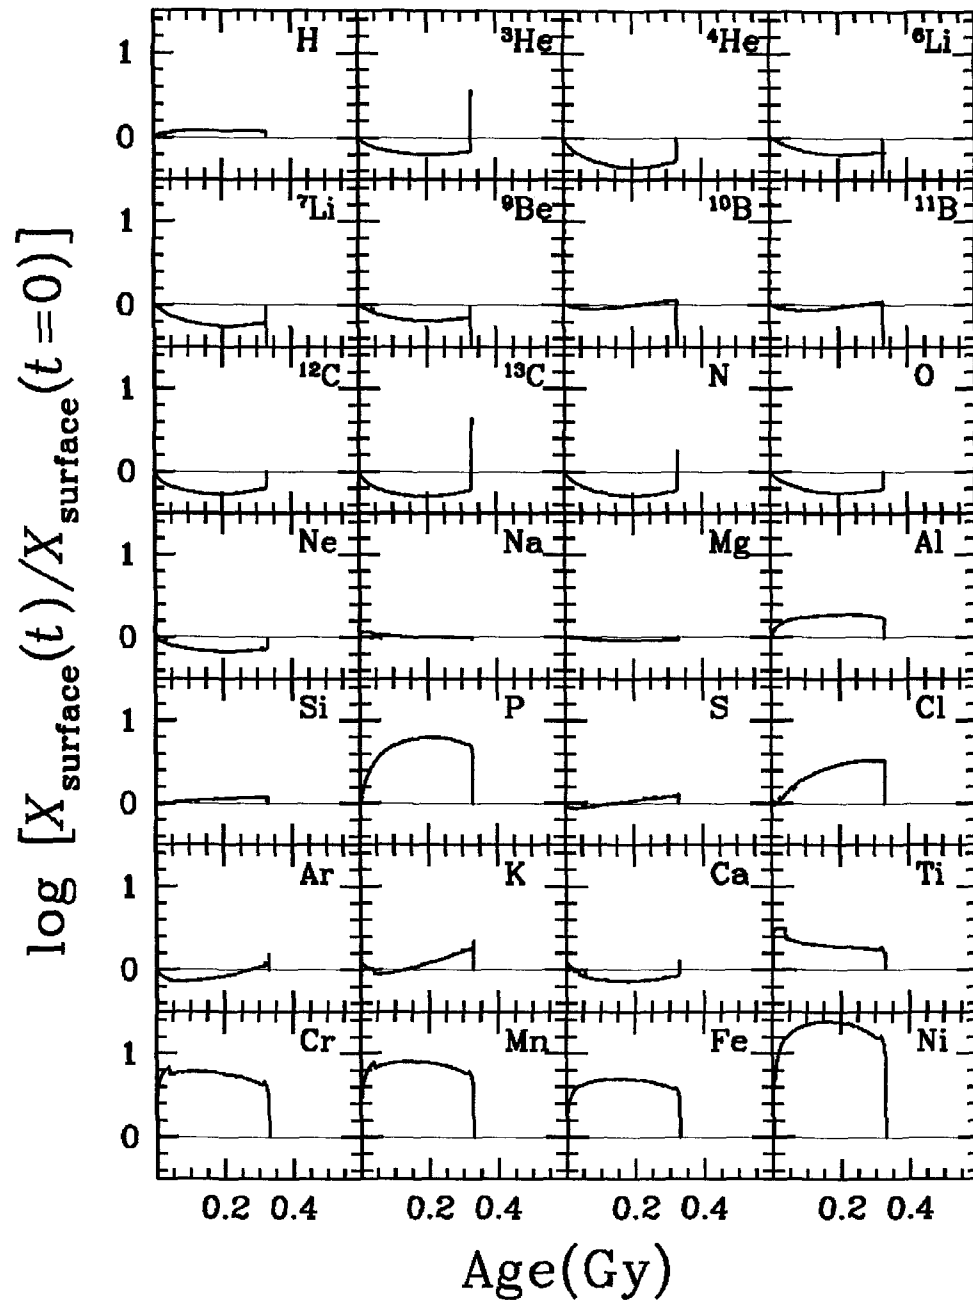 H ³He ⁴He ⁶Li
1
0
⁷Li ⁹Be ¹⁰B ¹¹B
1
0
¹²C ¹³C N O
1
0
Ne Na Mg Al
1
0
Si P S Cl
1
0
Ar K Ca Ti
1
0
Cr Mn Fe Ni
1
0
0.2 0.4 0.2 0.4 0.2 0.4 0.2 0.4
Age(Gy)
log [X_surface(t)/X_surface(t=0)]